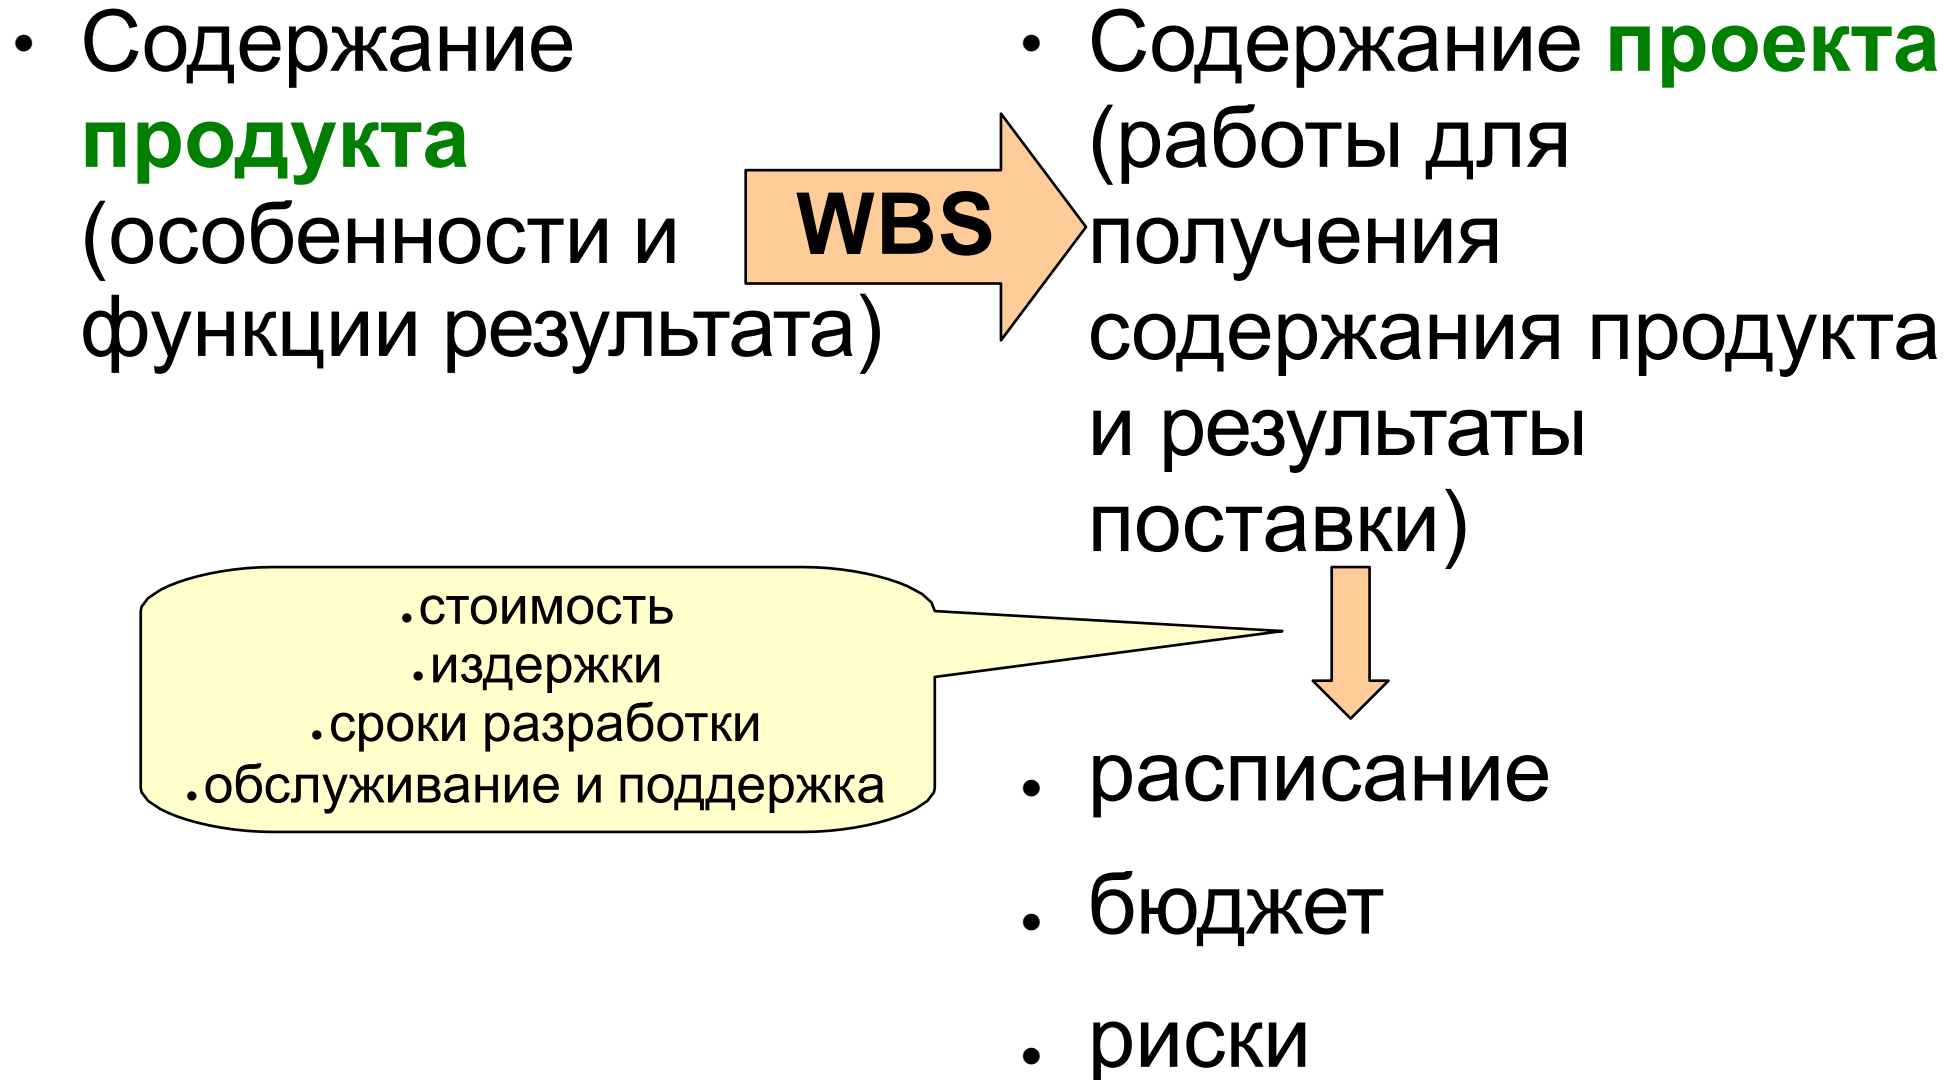 • Содержание
продукта
(особенности и
функции результата)
WBS
• Содержание проекта
(работы для
получения
содержания продукта
и результаты
поставки)
• стоимость
• издержки
• сроки разработки
• обслуживание и поддержка
• расписание
• бюджет
• риски